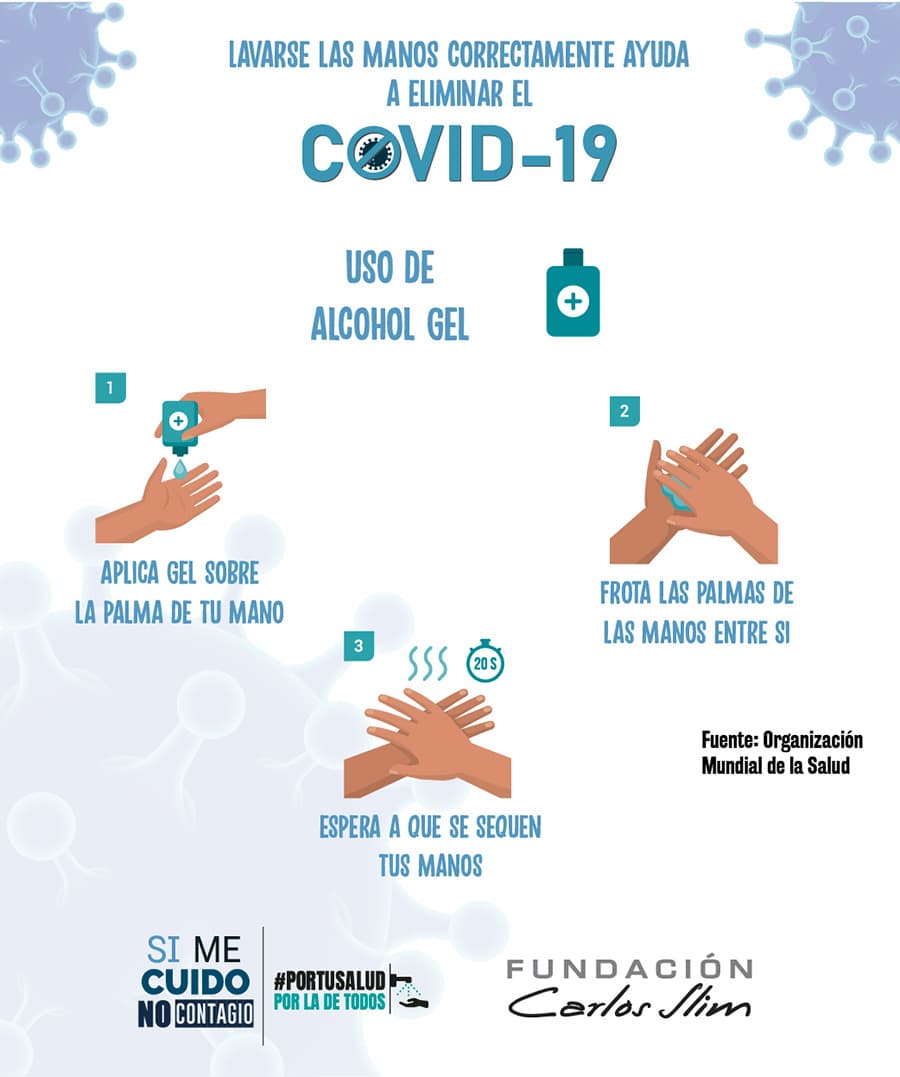 LAVARSE LAS MANOS CORRECTAMENTE AYUDA
A ELIMINAR EL
COVID-19
USO DE
ALCOHOL GEL
1
APLICA GEL SOBRE
LA PALMA DE TU MANO
2
FROTA LAS PALMAS DE
LAS MANOS ENTRE SI
3
20 S
ESPERA A QUE SE SEQUEN
TUS MANOS
Fuente: Organización
Mundial de la Salud
SI ME
CUIDO
NO CONTAGIO
#PORTUSALUD
POR LA DE TODOS
FUNDACIÓN
Carlos Slim